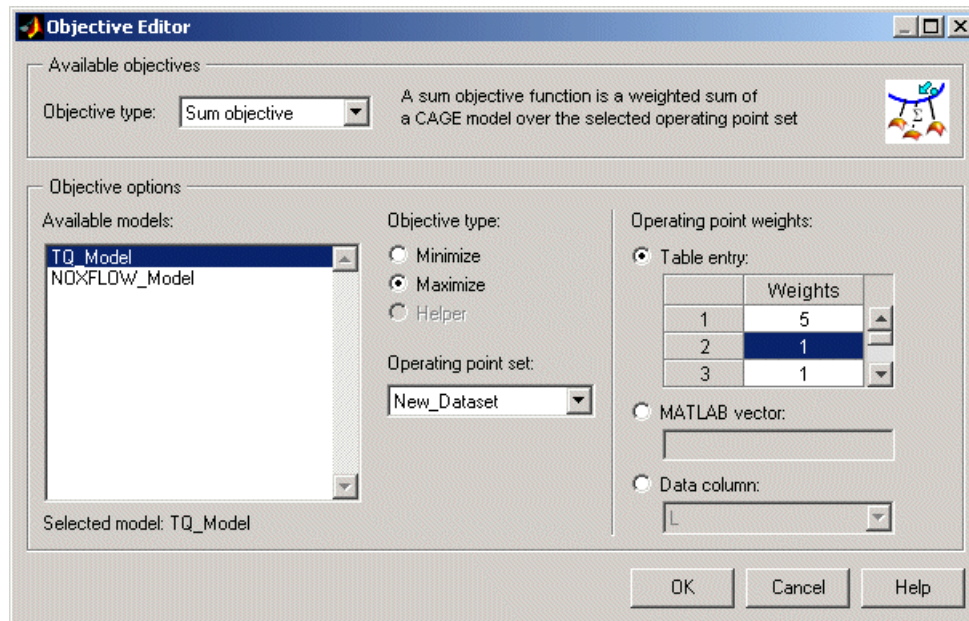 Objective Editor
Available objectives
Objective type: Sum objective
A sum objective function is a weighted sum of
a CAGE model over the selected operating point set
Σ
Objective options
Available models:
TQ_Model
NOXFLOW_Model
Selected model: TQ_Model
Objective type:
Minimize
Maximize
Helper
Operating point set:
New_Dataset
Operating point weights:
Table entry:
Weights
1 5
2 1
3 1
MATLAB vector:
Data column:
L
OK Cancel Help